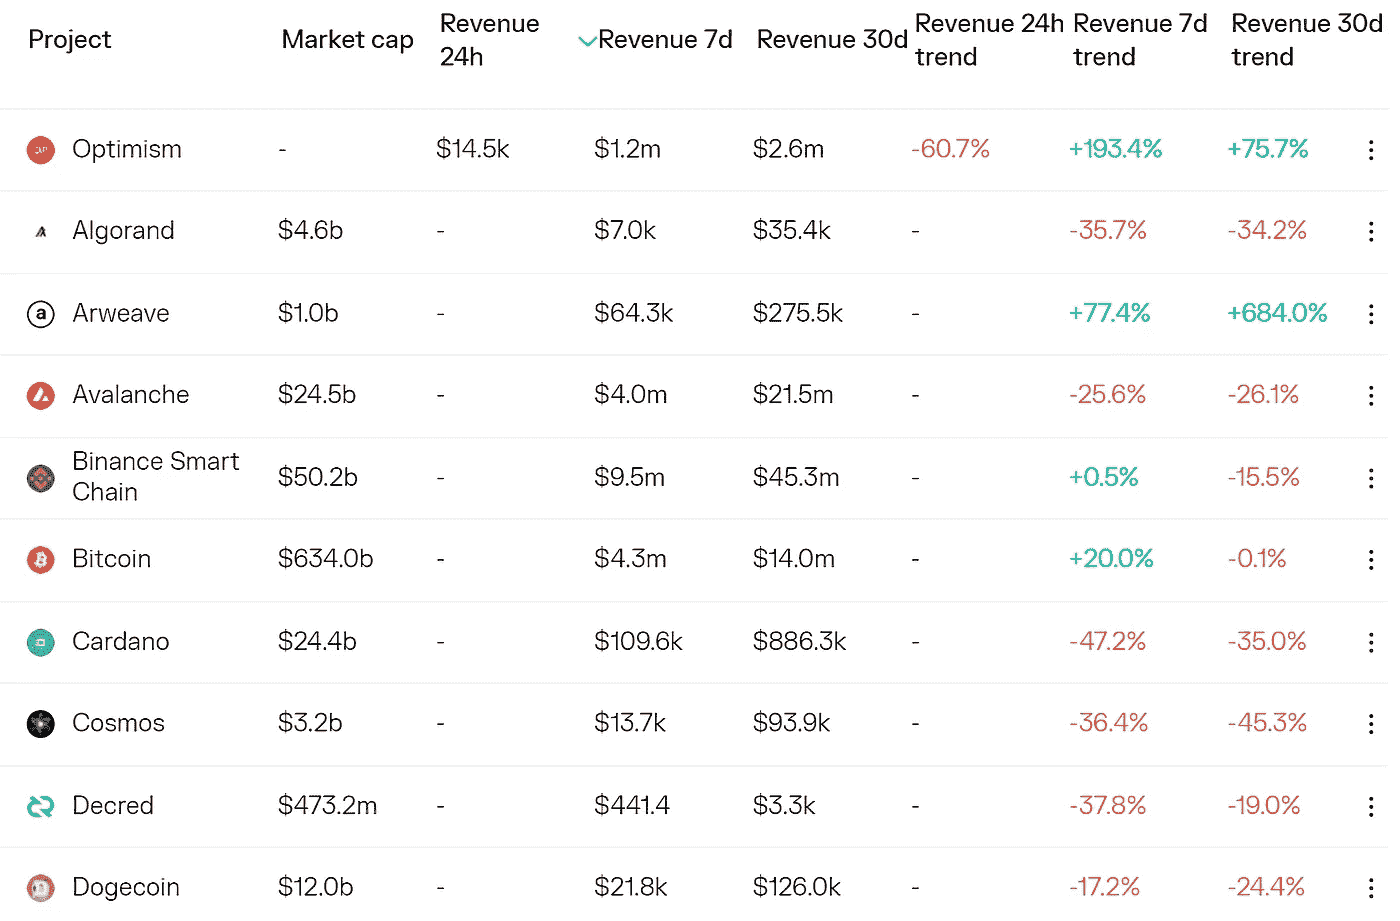 Project Market cap Revenue 24h Revenue 7d Revenue 30d Revenue 24h trend Revenue 7d trend Revenue 30d trend
Optimism - $14.5k $1.2m $2.6m -60.7% +193.4% +75.7%
Algorand $4.6b - $7.0k $35.4k - -35.7% -34.2%
a Arweave $1.0b - $64.3k $275.5k - +77.4% +684.0%
Avalanche $24.5b - $4.0m $21.5m - -25.6% -26.1%
Binance Smart Chain $50.2b - $9.5m $45.3m - +0.5% -15.5%
Bitcoin $634.0b - $4.3m $14.0m - +20.0% -0.1%
Cardano $24.4b - $109.6k $886.3k - -47.2% -35.0%
Cosmos $3.2b - $13.7k $93.9k - -36.4% -45.3%
Decred $473.2m - $441.4 $3.3k - -37.8% -19.0%
Dogecoin $12.0b - $21.8k $126.0k - -17.2% -24.4%